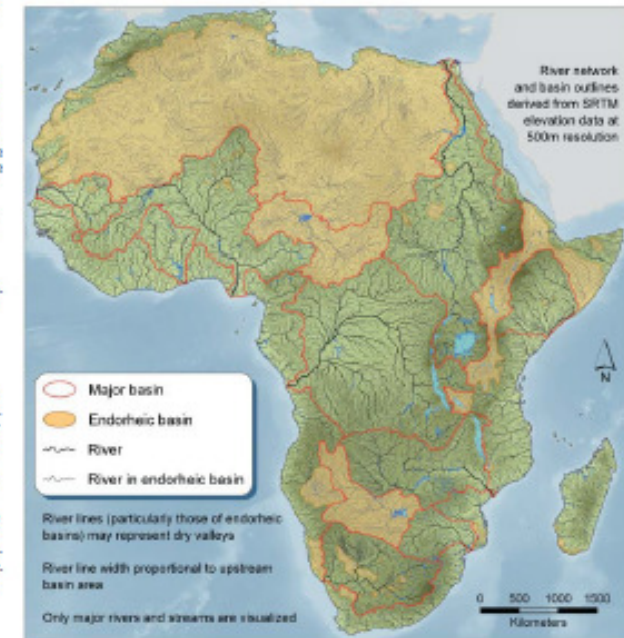 River network
and basin outlines
derived from SRTM
elevation data at
500m resolution
N
Major basin
Endorheic basin
River
River in endorheic basin
River lines (particularly those of endorheic
basins) may represent dry valleys
River line width proportional to upstream
basin area
Only major rivers and streams are visualized
0 500 1000 1500
Kilometers